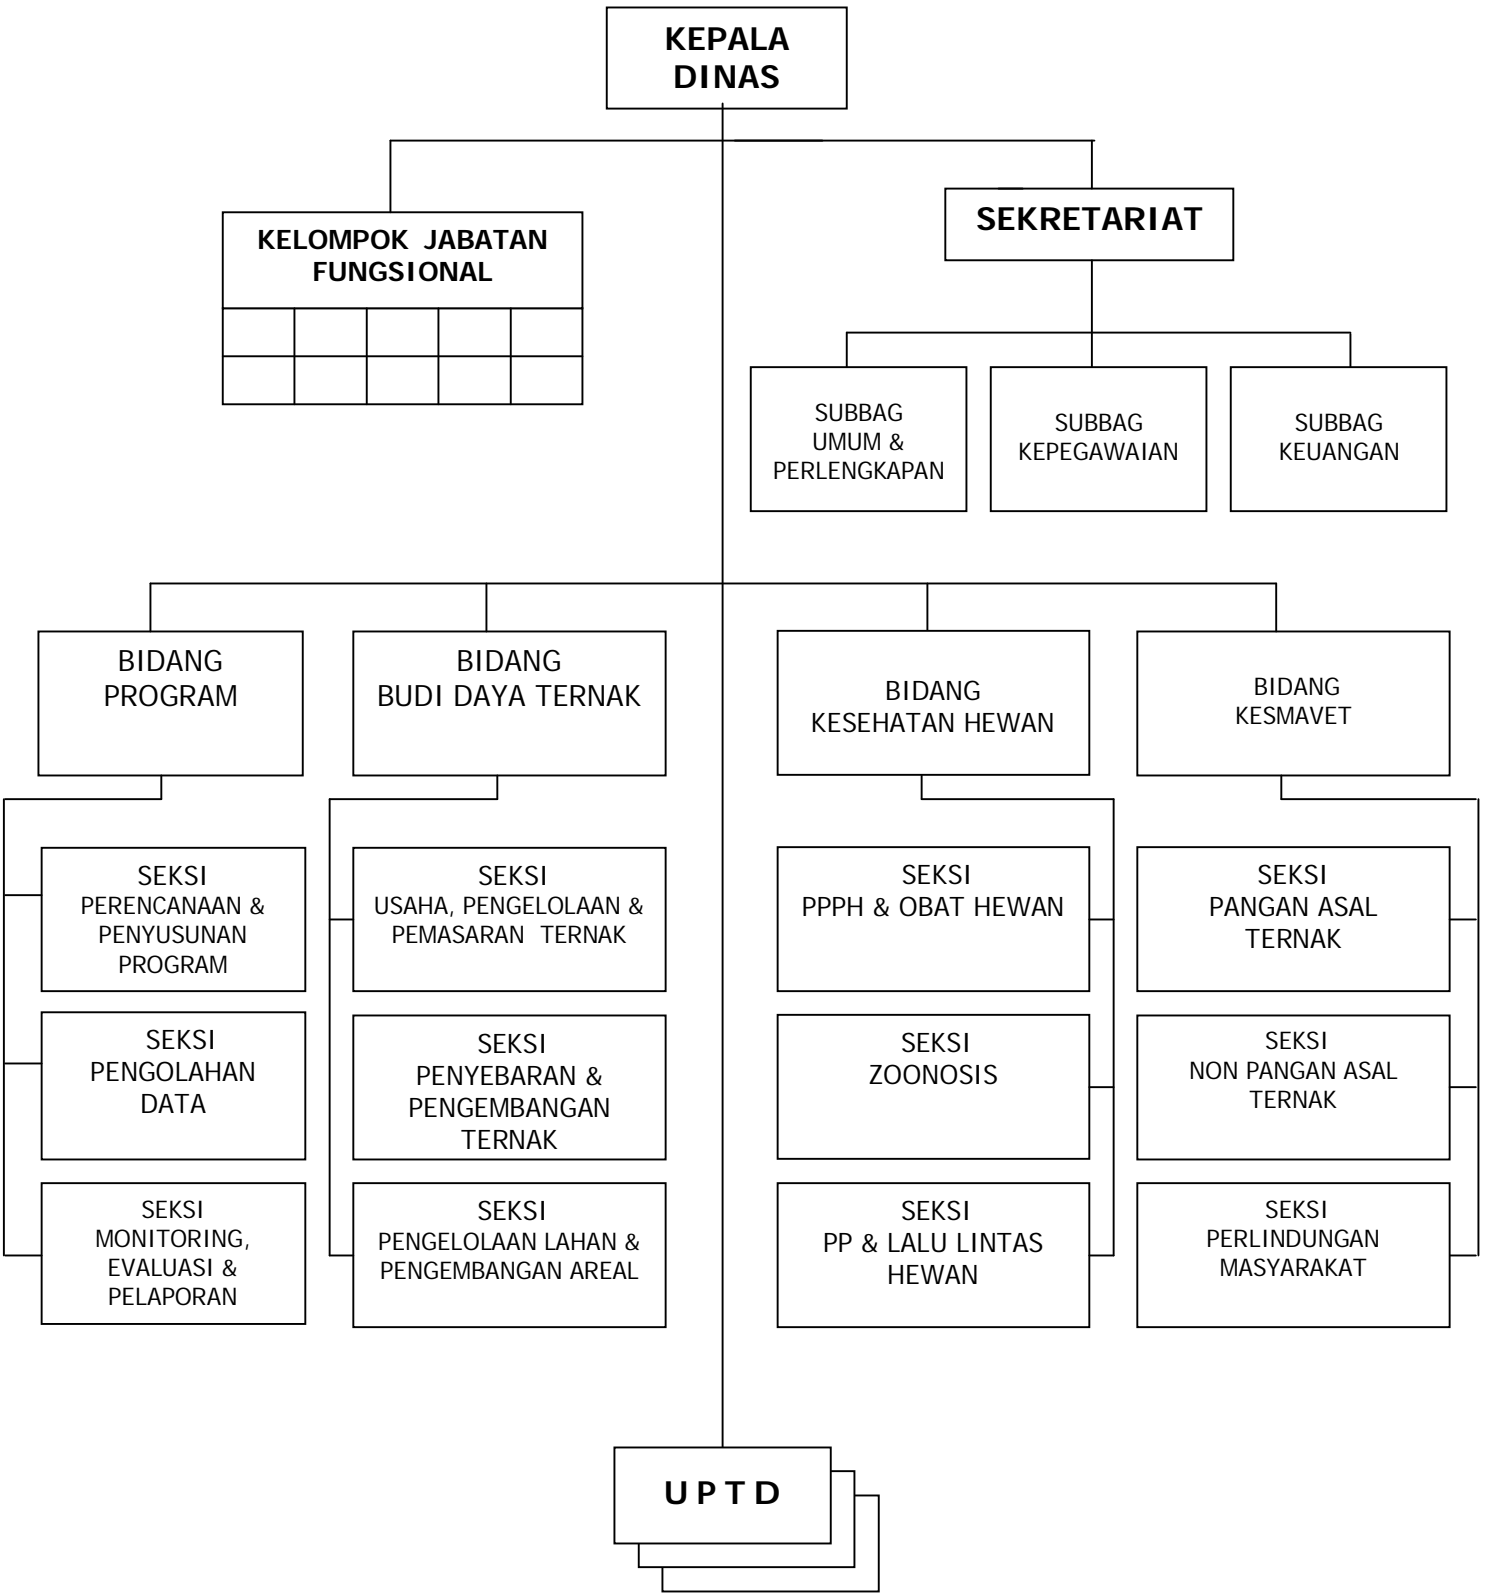 KEPALA
DINAS
KELOMPOK JABATAN
FUNGSIONAL
SEKRETARIAT
SUBBAG
UMUM &
PERLENGKAPAN
SUBBAG
KEPEGAWAIAN
SUBBAG
KEUANGAN
BIDANG
PROGRAM
BIDANG
BUDI DAYA TERNAK
BIDANG
KESEHATAN HEWAN
BIDANG
KESMAVET
SEKSI
PERENCANAAN &
PENYUSUNAN
PROGRAM
SEKSI
USAHA, PENGELOLAAN &
PEMASARAN TERNAK
SEKSI
PPPH & OBAT HEWAN
SEKSI
PANGAN ASAL
TERNAK
SEKSI
PENGOLAHAN
DATA
SEKSI
PENYEBARAN &
PENGEMBANGAN
TERNAK
SEKSI
ZOONOSIS
SEKSI
NON PANGAN ASAL
TERNAK
SEKSI
MONITORING,
EVALUASI &
PELAPORAN
SEKSI
PENGELOLAAN LAHAN &
PENGEMBANGAN AREAL
SEKSI
PP & LALU LINTAS
HEWAN
SEKSI
PERLINDUNGAN
MASYARAKAT
UPTD